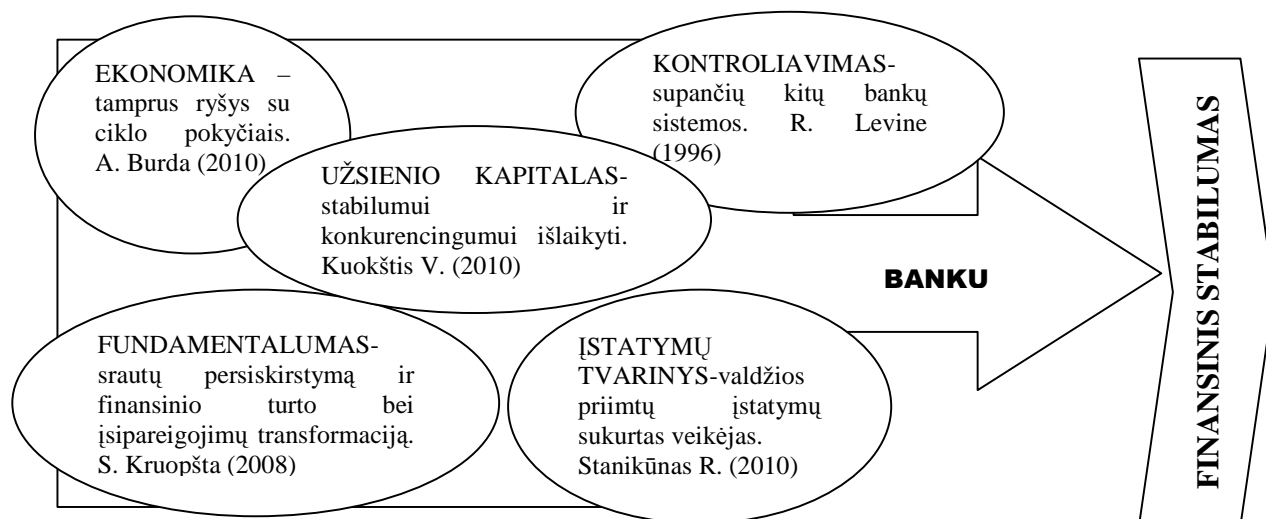 EKONOMIKA –
tamprus ryšys su
ciklo pokyčiais.
A. Burda (2010)
KONTROLIAVIMAS-
supančių kitų bankų
sistemos. R. Levine
(1996)
UŽSIENIO KAPITALAS-
stabilumui ir
konkurencingumui išlaikyti.
Kuokštis V. (2010)
FUNDAMENTALUMAS-
srautų persiskirstymą ir
finansinio turto bei
įsipareigojimų transformaciją.
S. Kruopšta (2008)
ĮSTATYMŲ
TVARINYS-valdžios
priimtų įstatymų
sukurtas veikėjas.
Stanikūnas R. (2010)
BANKU
FINANSINIS STABILUMAS